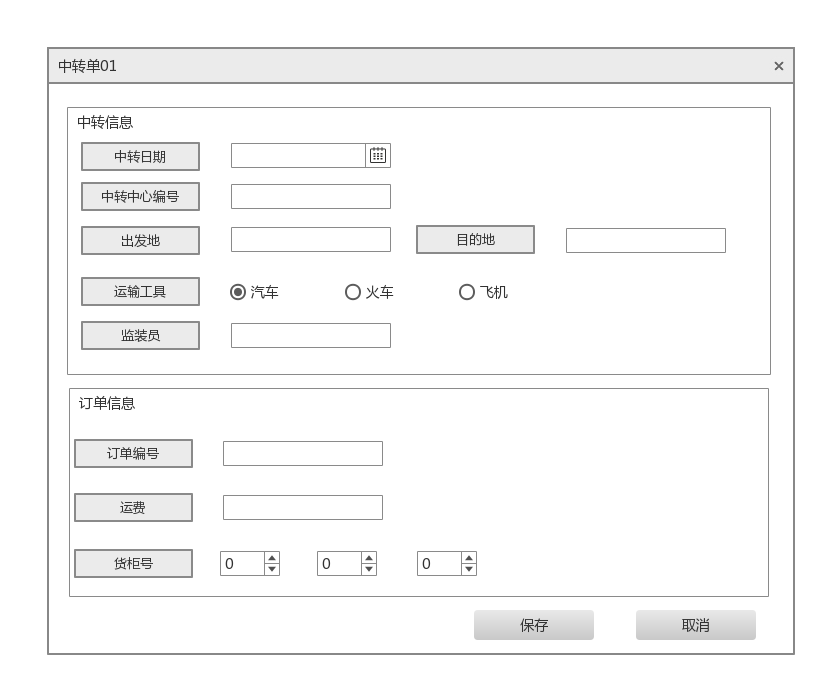 中转单01
中转信息
中转日期
中转中心编号
出发地 目的地
运输工具 汽车 火车 飞机
监装员
订单信息
订单编号
运费
货柜号 0 0 0
保存 取消